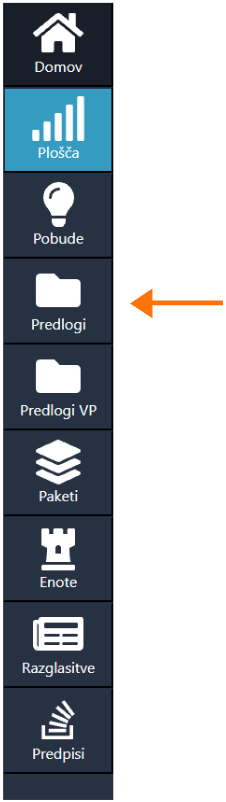 Domov
Plošča
Pobude
Predlogi
Predlogi VP
Paketi
Enote
Razglasitve
Predpisi